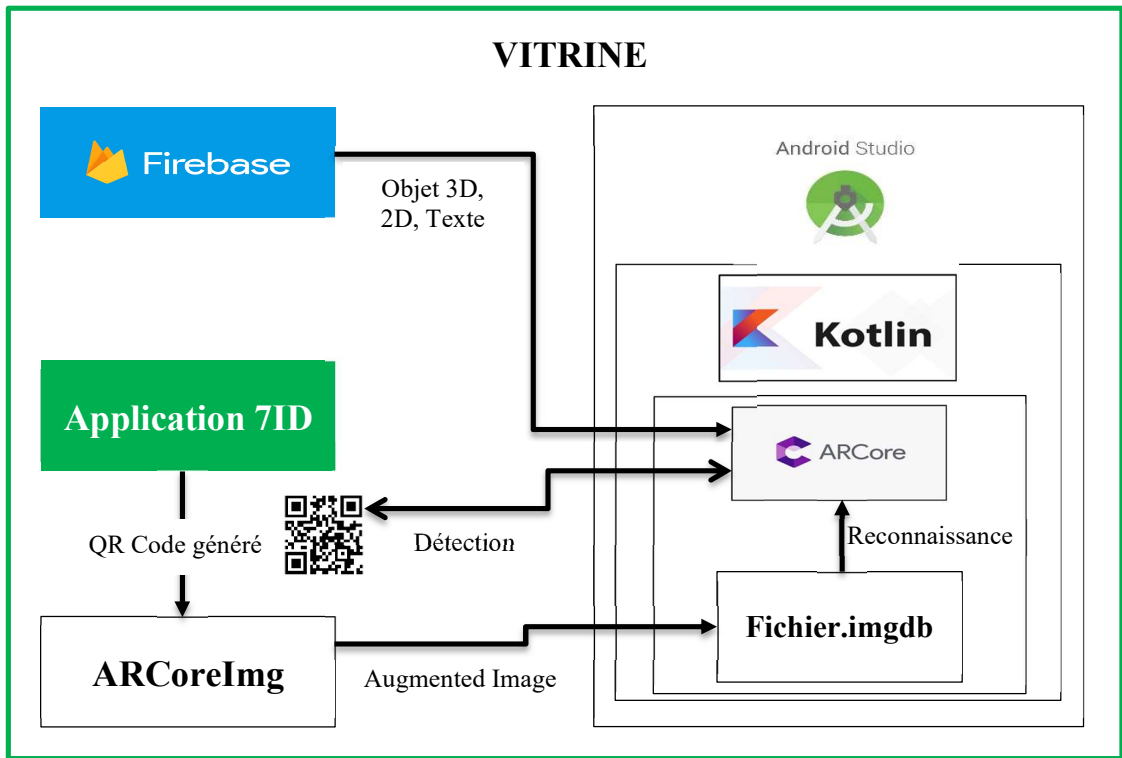 VITRINE
Firebase
Objet 3D,
2D, Texte
Android Studio
Kotlin
Application 7ID
ARCore
QR Code généré
Détection
Reconnaissance
ARCoreImg
Augmented Image
Fichier.imgdb